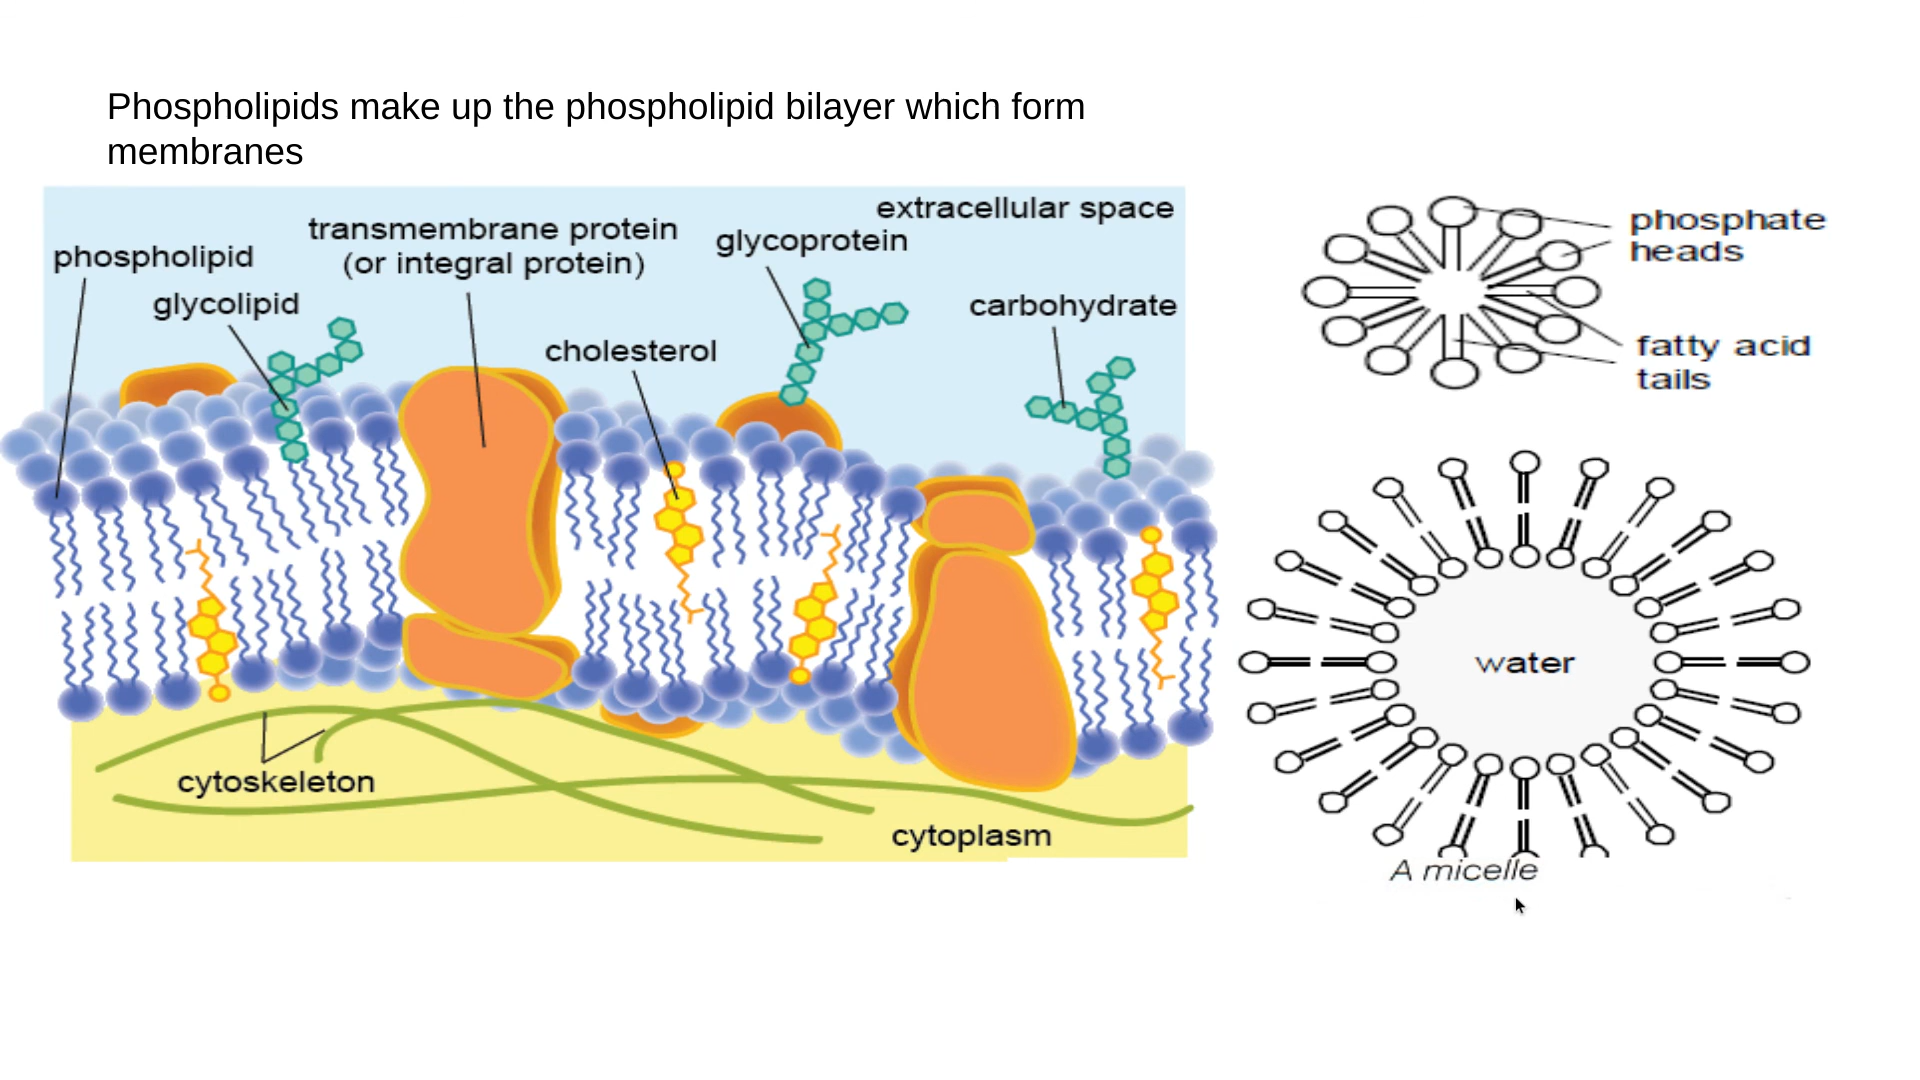 Phospholipids make up the phospholipid bilayer which form
membranes
extracellular space
transmembrane protein
(or integral protein)
glycoprotein
phospholipid
glycolipid
carbohydrate
cholesterol
cytoskeleton
cytoplasm
phosphate
heads
fatty acid
tails
water
A micelle